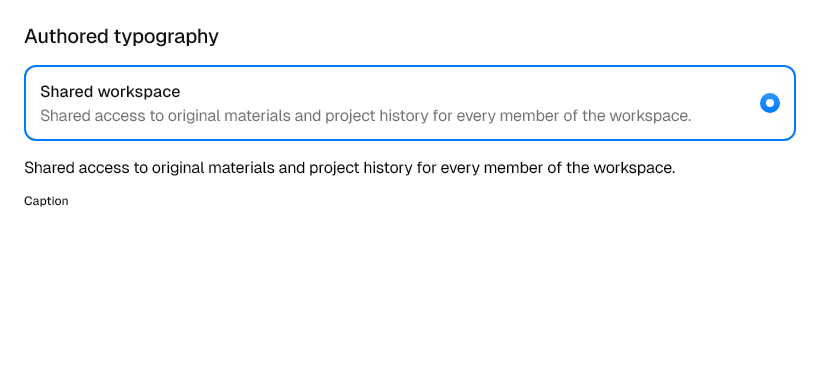 Authored typography
Shared workspace
Shared access to original materials and project history for every member of the workspace.
Shared access to original materials and project history for every member of the workspace.
Caption